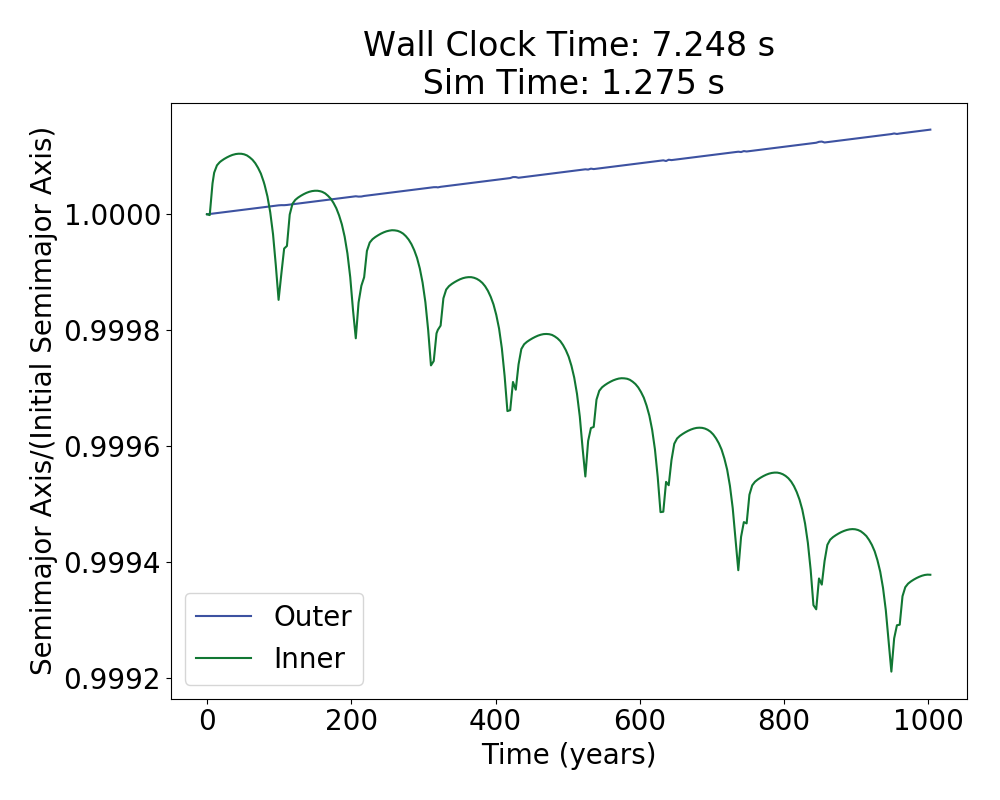 Wall Clock Time: 7.248 s
Sim Time: 1.275 s
Semimajor Axis/(Initial Semimajor Axis)
1.0000
0.9998
0.9996
0.9994
0.9992
Outer
Inner
0 200 400 600 800 1000
Time (years)